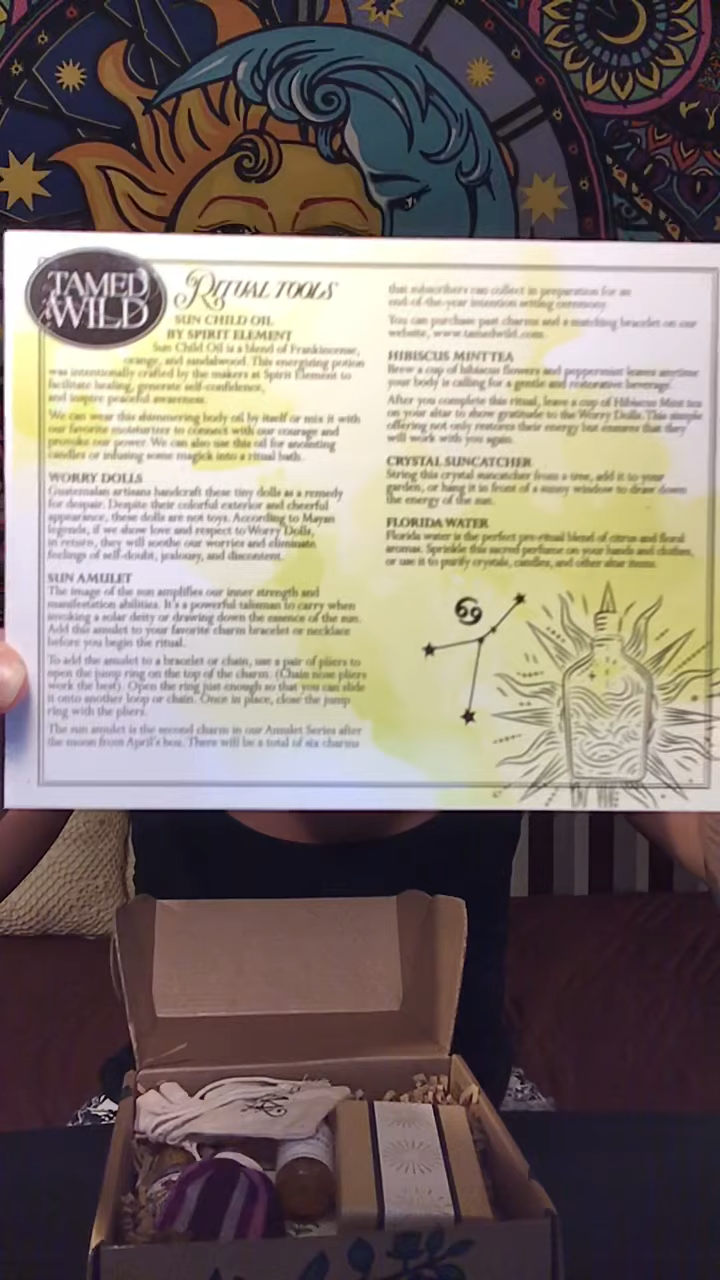 TAMED
WILD
RITUAL TOOLS
SUN CHILD OIL
BY SPIRIT ELEMENT
Sun Child Oil is a blend of Frankincense,
orange, and sandalwood. This energizing potion
was intentionally crafted by the makers at Spirit Element to
facilitate healing, generate self-confidence,
and inspire peaceful awareness.
We can wear this shimmering body oil by itself or mix it with
our favorite moisturizer to connect with our courage and
provoke our power. We can also use this oil for anointing
candles or infusing some magick into a ritual bath.
WORRY DOLLS
Guatemalan artisans handcraft these tiny dolls as a remedy
for despair. Despite their colorful exterior and cheerful
appearance, these dolls are not toys. According to Mayan
legends, if we show love and respect to Worry Dolls,
in return, they will soothe our worries and eliminate
feelings of self-doubt, jealousy, and discontent.
SUN AMULET
The image of the sun amplifies our inner strength and
manifestation abilities. It's a powerful talisman to carry when
invoking a solar deity or drawing down the essence of the sun.
Add this amulet to your favorite charm bracelet or necklace
before you begin the ritual.
To add the amulet to a bracelet or chain, use a pair of pliers to
open the jump ring on the top of the charm. (Chain nose pliers
work the best). Open the ring just enough so that you can slide
it onto another loop or chain. Once in place, close the jump
ring with the pliers.
The sun amulet is the second charm in our Amulet Series after
the moon from April's box. There will be a total of six charms
that subscribers can collect in preparation for an
end-of-the-year intention setting ceremony.
You can purchase past charms and a matching bracelet on our
website, www.tamedwild.com.
HIBISCUS MINT TEA
Brew a cup of hibiscus flowers and peppermint leaves anytime
your body is calling for a gentle and restorative beverage.
After you complete this ritual, leave a cup of Hibiscus Mint tea
on your altar to show gratitude to the Worry Dolls. This simple
offering not only restores their energy but ensures that they
will work with you again.
CRYSTAL SUNCATCHER
String this crystal suncatcher from a tree, add it to your
garden, or hang it in front of a sunny window to draw down
the energy of the sun.
FLORIDA WATER
Florida water is the perfect pre-ritual blend of citrus and floral
aromas. Sprinkle this sacred perfume on your hands and clothes,
or use it to purify crystals, candles, and other altar items.